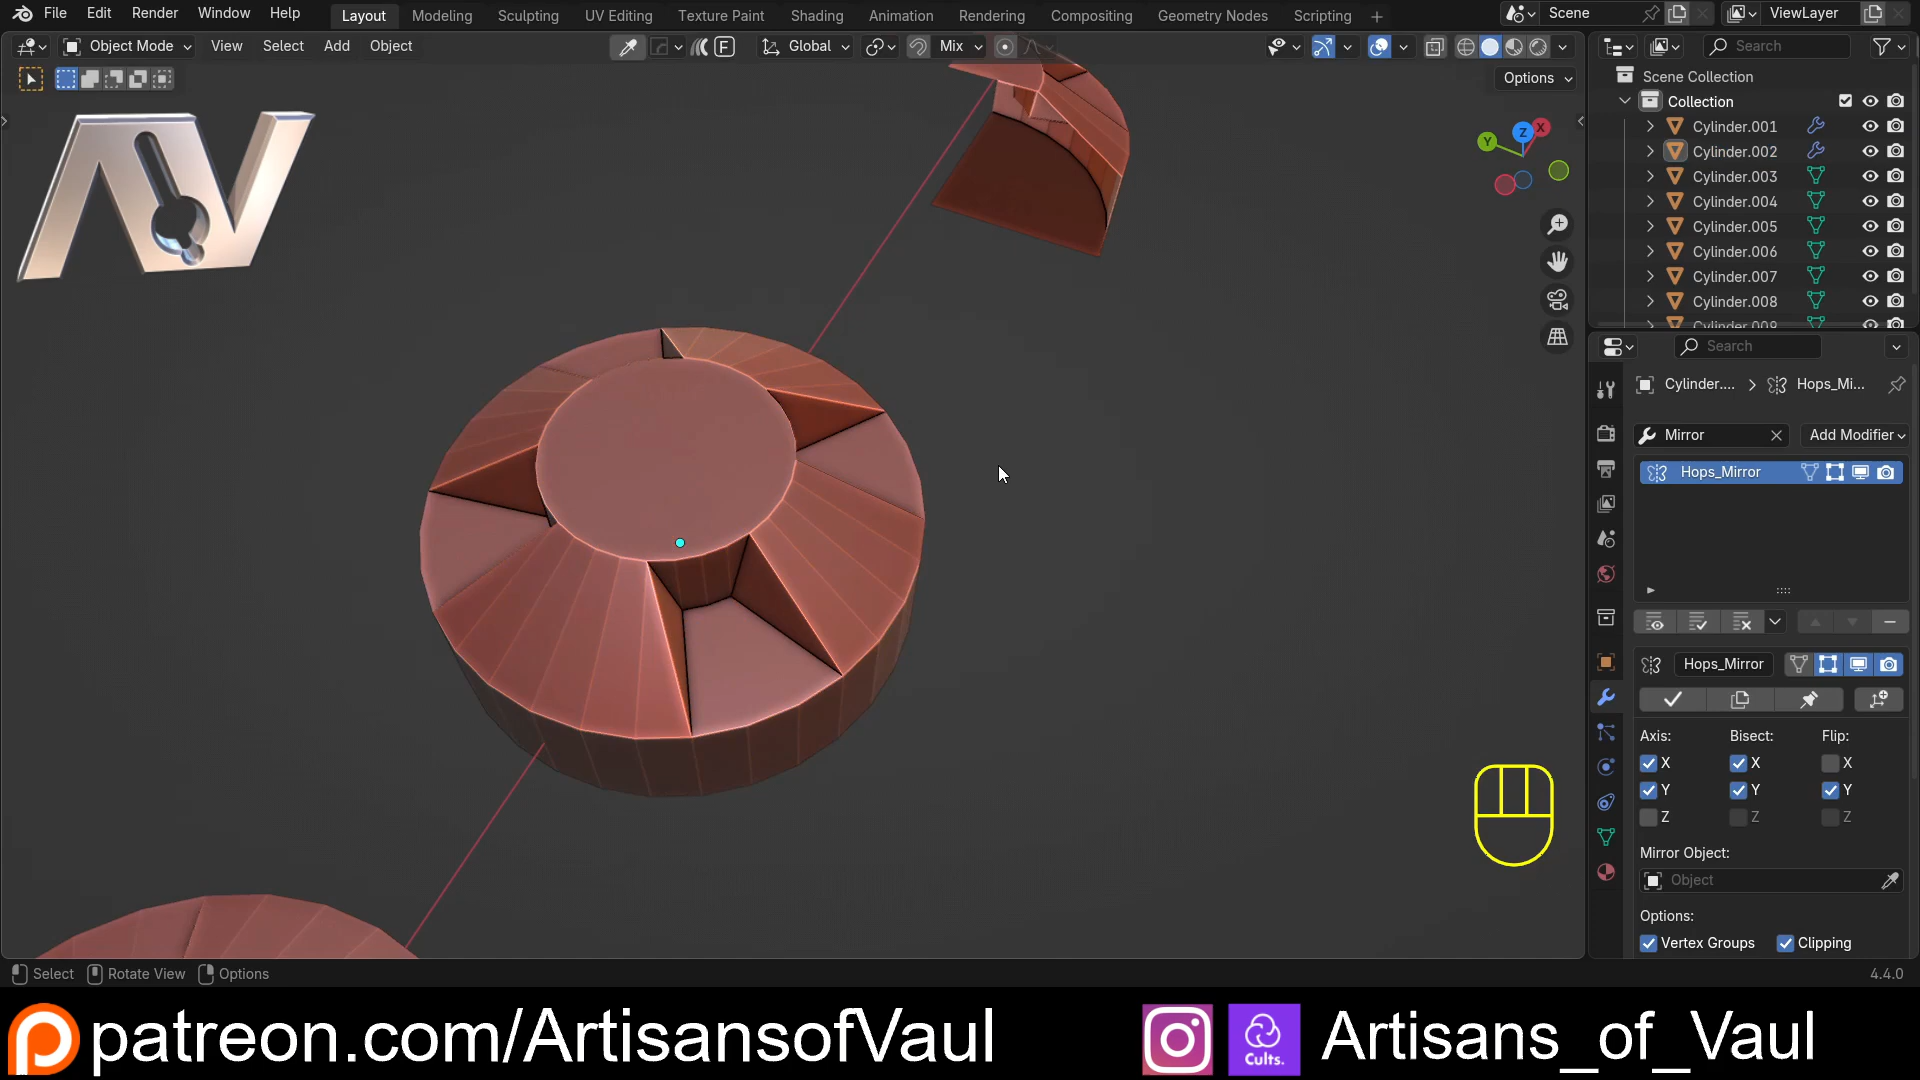 File Edit Render Window Help Layout Modeling Sculpting UV Editing Texture Paint Shading Animation Rendering Compositing Geometry Nodes Scripting + Scene ViewLayer
Object Mode View Select Add Object F Global Mix Search
Options
Scene Collection
Collection
Cylinder.001
Cylinder.002
Cylinder.003
Cylinder.004
Cylinder.005
Cylinder.006
Cylinder.007
Cylinder.008
Cylinder.009
X
Y
Z
Search
Cylinder.... > Hops_Mi...
Mirror Add Modifier
Hops_Mirror
Hops_Mirror
Axis: Bisect: Flip:
X X X
Y Y Y
Z Z Z
Mirror Object:
Object
Options:
Vertex Groups Clipping
Select Rotate View Options 4.4.0
patreon.com/ArtisansofVaul Cults. Artisans_of_Vaul